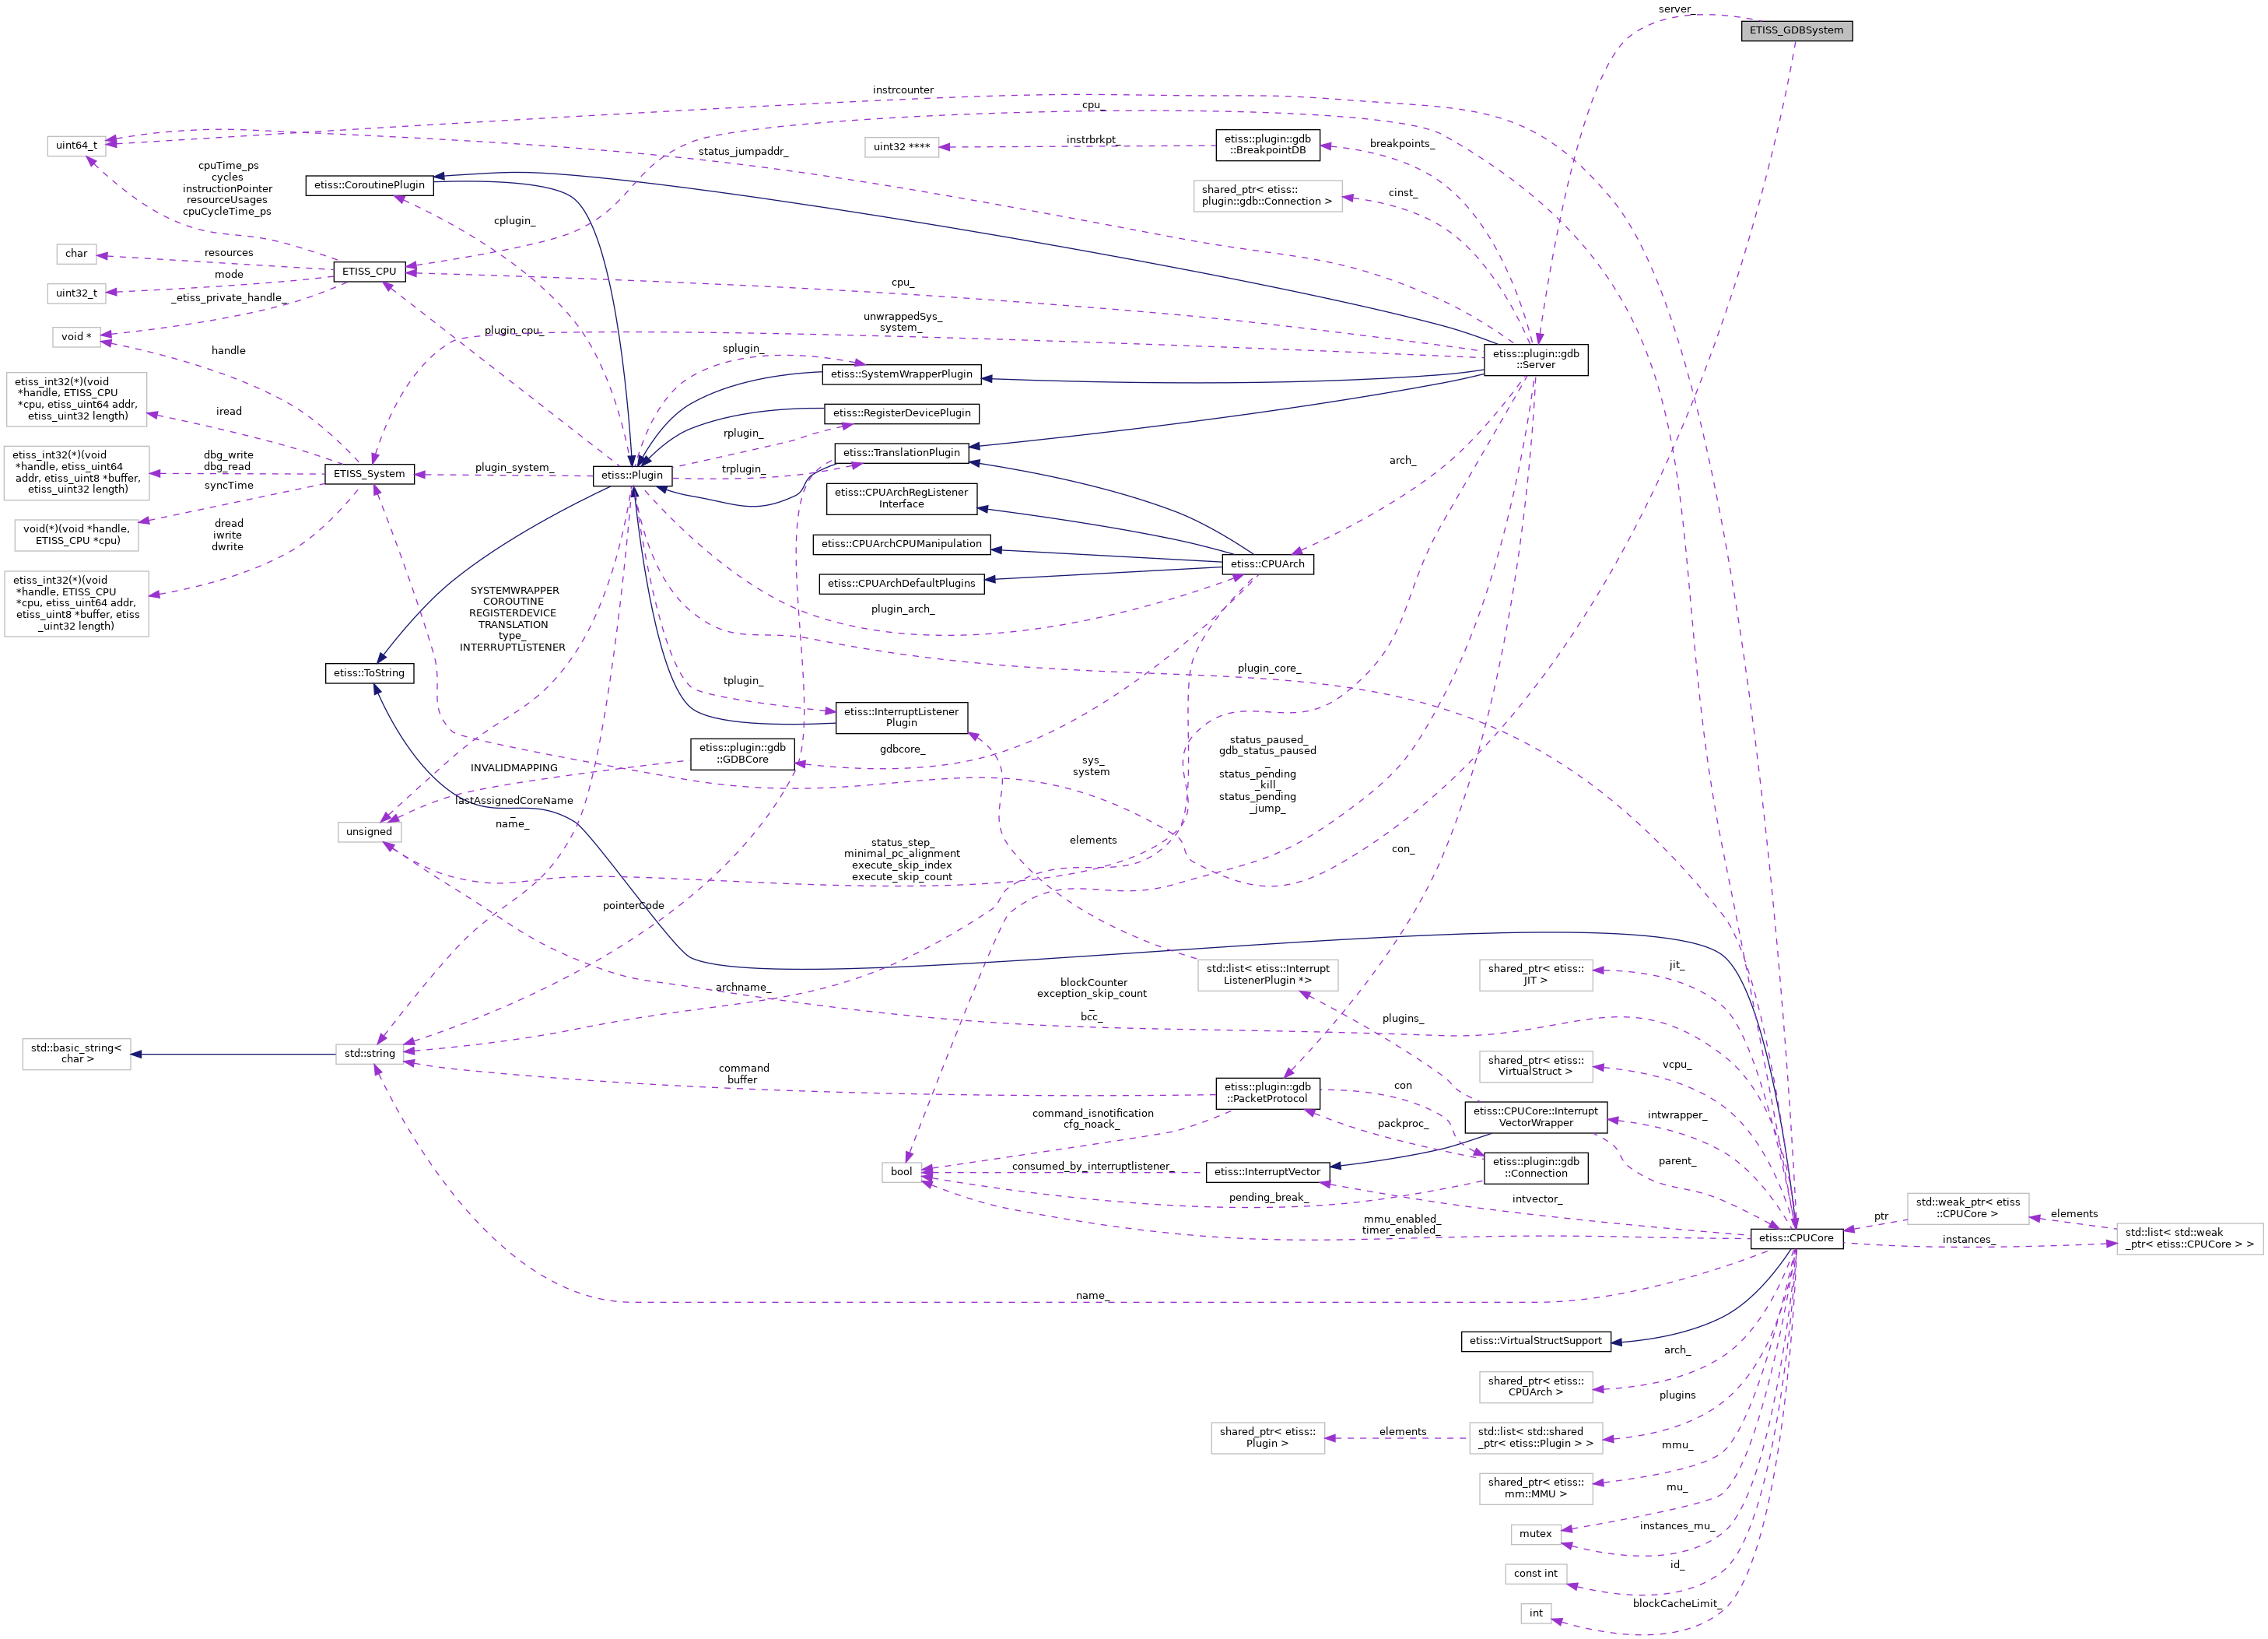 server_
ETISS_GDBSystem
instrcounter
cpu_
uint64_t
status_jumpaddr_
uint32 ****
instrbrkpt_
etiss::plugin::gdb
::BreakpointDB
breakpoints_
cpuTime_ps
cycles
instructionPointer
resourceUsages
cpuCycleTime_ps
etiss::CoroutinePlugin
shared_ptr< etiss::
plugin::gdb::Connection >
cinst_
cplugin_
char
resources
ETISS_CPU
mode
uint32_t
_etiss_private_handle_
cpu_
void *
handle
plugin_cpu_
unwrappedSys_
system_
splugin_
etiss::plugin::gdb
::Server
etiss::SystemWrapperPlugin
etiss_int32(*)(void
*handle, ETISS_CPU
*cpu, etiss_uint64 addr,
etiss_uint32 length)
iread
etiss::RegisterDevicePlugin
rplugin_
etiss_int32(*)(void
*handle, etiss_uint64
addr, etiss_uint8 *buffer,
etiss_uint32 length)
dbg_write
dbg_read
ETISS_System
plugin_system_
etiss::Plugin
trplugin_
etiss::TranslationPlugin
arch_
syncTime
etiss::CPUArchRegListener
Interface
void(*)(void *handle,
ETISS_CPU *cpu)
dread
iwrite
dwrite
etiss::CPUArchCPUManipulation
etiss::CPUArch
etiss::CPUArchDefaultPlugins
etiss_int32(*)(void
*handle, ETISS_CPU
*cpu, etiss_uint64 addr,
etiss_uint8 *buffer, etiss
_uint32 length)
SYSTEMWRAPPER
COROUTINE
REGISTERDEVICE
TRANSLATION
type_
INTERRUPTLISTENER
plugin_arch_
etiss::ToString
tplugin_
plugin_core_
etiss::InterruptListener
Plugin
etiss::plugin::gdb
::GDBCore
gdbcore_
INVALIDMAPPING
sys_
system
status_paused_
gdb_status_paused
_
status_pending
_kill_
status_pending
_jump_
lastAssignedCoreName
_
name_
unsigned
status_step_
minimal_pc_alignment
execute_skip_index
execute_skip_count
elements
con_
pointerCode
archname_
blockCounter
exception_skip_count
_
bcc_
std::list< etiss::Interrupt
ListenerPlugin *>
shared_ptr< etiss::
JIT >
jit_
plugins_
std::basic_string<
char >
std::string
shared_ptr< etiss::
VirtualStruct >
vcpu_
command
buffer
etiss::plugin::gdb
::PacketProtocol
con
etiss::CPUCore::Interrupt
VectorWrapper
intwrapper_
command_isnotification
cfg_noack_
packproc_
bool
consumed_by_interruptlistener_
etiss::InterruptVector
etiss::plugin::gdb
::Connection
parent_
pending_break_
intvector_
std::weak_ptr< etiss
::CPUCore >
ptr
elements
mmu_enabled_
timer_enabled_
etiss::CPUCore
instances_
std::list< std::weak
_ptr< etiss::CPUCore > >
name_
etiss::VirtualStructSupport
arch_
shared_ptr< etiss::
CPUArch >
plugins
shared_ptr< etiss::
Plugin >
elements
std::list< std::shared
_ptr< etiss::Plugin > >
mmu_
shared_ptr< etiss::
mm::MMU >
mu_
mutex
instances_mu_
id_
const int
blockCacheLimit_
int